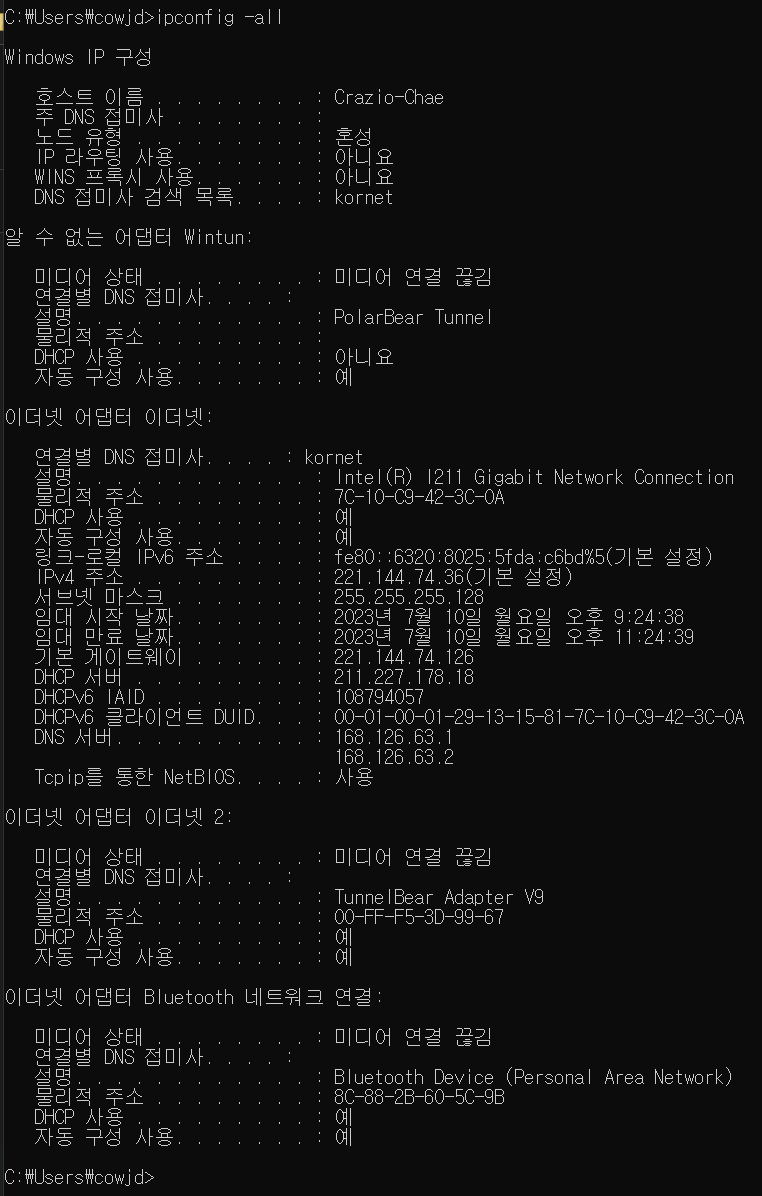 C:\Users\cowjd>ipconfig -all
Windows IP 구성
호스트 이름 . . . . . . . . : Crazio-Chae
주 DNS 접미사 . . . . . . . :
노드 유형 . . . . . . . . . : 혼성
IP 라우팅 사용. . . . . . . : 아니요
WINS 프록시 사용. . . . . . : 아니요
DNS 접미사 검색 목록. . . . : kornet
알 수 없는 어댑터 Wintun:
미디어 상태 . . . . . . . . : 미디어 연결 끊김
연결별 DNS 접미사. . . . :
설명. . . . . . . . . . . . : PolarBear Tunnel
물리적 주소 . . . . . . . . :
DHCP 사용 . . . . . . . . . : 아니요
자동 구성 사용. . . . . . . : 예
이더넷 어댑터 이더넷:
연결별 DNS 접미사. . . . : kornet
설명. . . . . . . . . . . . : Intel(R) I211 Gigabit Network Connection
물리적 주소 . . . . . . . . : 7C-10-C9-42-3C-0A
DHCP 사용 . . . . . . . . . : 예
자동 구성 사용. . . . . . . : 예
링크-로컬 IPv6 주소 . . . . : fe80::6320:8025:5fda:c6bd%5(기본 설정)
IPv4 주소 . . . . . . . . . : 221.144.74.36(기본 설정)
서브넷 마스크 . . . . . . . : 255.255.255.128
임대 시작 날짜. . . . . . . : 2023년 7월 10일 월요일 오후 9:24:38
임대 만료 날짜. . . . . . . : 2023년 7월 10일 월요일 오후 11:24:39
기본 게이트웨이 . . . . . . : 221.144.74.126
DHCP 서버 . . . . . . . . . : 211.227.178.18
DHCPv6 IAID . . . . . . . . : 108794057
DHCPv6 클라이언트 DUID. . . : 00-01-00-01-29-13-15-81-7C-10-C9-42-3C-0A
DNS 서버. . . . . . . . . . : 168.126.63.1
168.126.63.2
Tcpip를 통한 NetBIOS. . . . : 사용
이더넷 어댑터 이더넷 2:
미디어 상태 . . . . . . . . : 미디어 연결 끊김
연결별 DNS 접미사. . . . :
설명. . . . . . . . . . . . : TunnelBear Adapter V9
물리적 주소 . . . . . . . . : 00-FF-F5-3D-99-67
DHCP 사용 . . . . . . . . . : 예
자동 구성 사용. . . . . . . : 예
이더넷 어댑터 Bluetooth 네트워크 연결:
미디어 상태 . . . . . . . . : 미디어 연결 끊김
연결별 DNS 접미사. . . . :
설명. . . . . . . . . . . . : Bluetooth Device (Personal Area Network)
물리적 주소 . . . . . . . . : 8C-88-2B-60-5C-9B
DHCP 사용 . . . . . . . . . : 예
자동 구성 사용. . . . . . . : 예
C:\Users\cowjd>